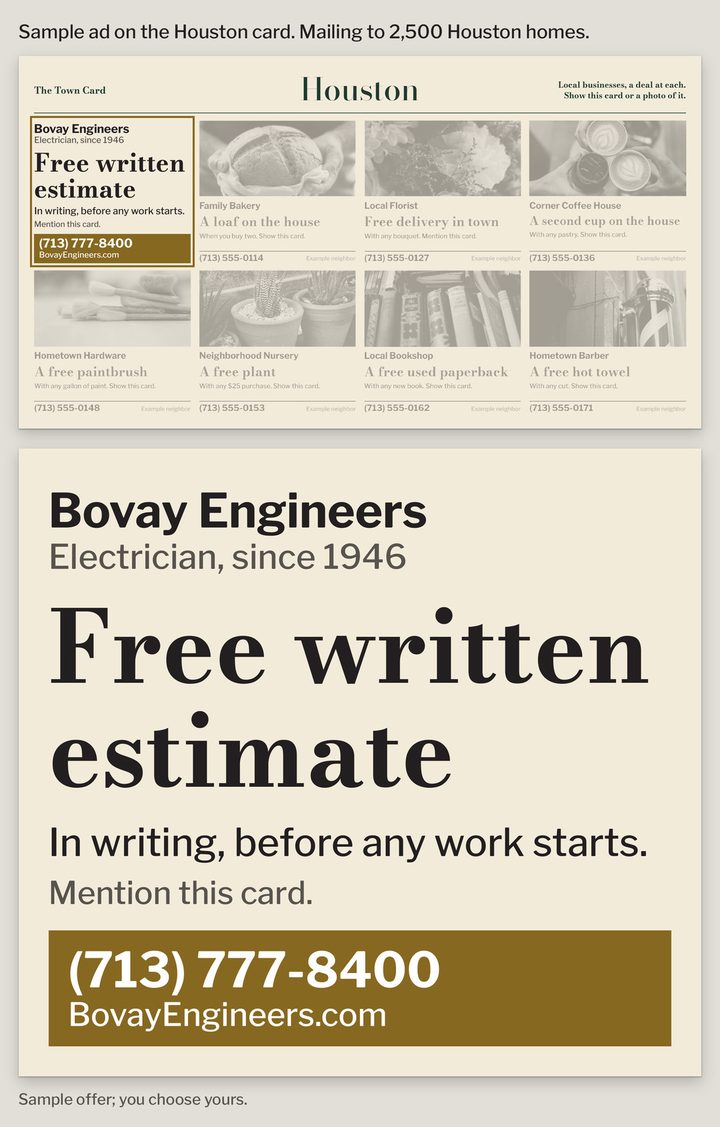 Sample ad on the Houston card. Mailing to 2,500 Houston homes.
The Town Card
Houston
Local businesses, a deal at each.
Show this card or a photo of it.
Bovay Engineers
Electrician, since 1946
Free written
estimate
In writing, before any work starts.
Mention this card.
(713) 777-8400
BovayEngineers.com
Family Bakery
A loaf on the house
When you buy two. Show this card.
(713) 555-0114
Example neighbor
Local Florist
Free delivery in town
With any bouquet. Mention this card.
(713) 555-0127
Example neighbor
Corner Coffee House
A second cup on the house
With any pastry. Show this card.
(713) 555-0136
Example neighbor
Hometown Hardware
A free paintbrush
With any gallon of paint. Show this card.
(713) 555-0148
Example neighbor
Neighborhood Nursery
A free plant
With any $25 purchase. Show this card.
(713) 555-0153
Example neighbor
Local Bookshop
A free used paperback
With any new book. Show this card.
(713) 555-0162
Example neighbor
Hometown Barber
A free hot towel
With any cut. Show this card.
(713) 555-0171
Example neighbor
Bovay Engineers
Electrician, since 1946
Free written
estimate
In writing, before any work starts.
Mention this card.
(713) 777-8400
BovayEngineers.com
Sample offer; you choose yours.